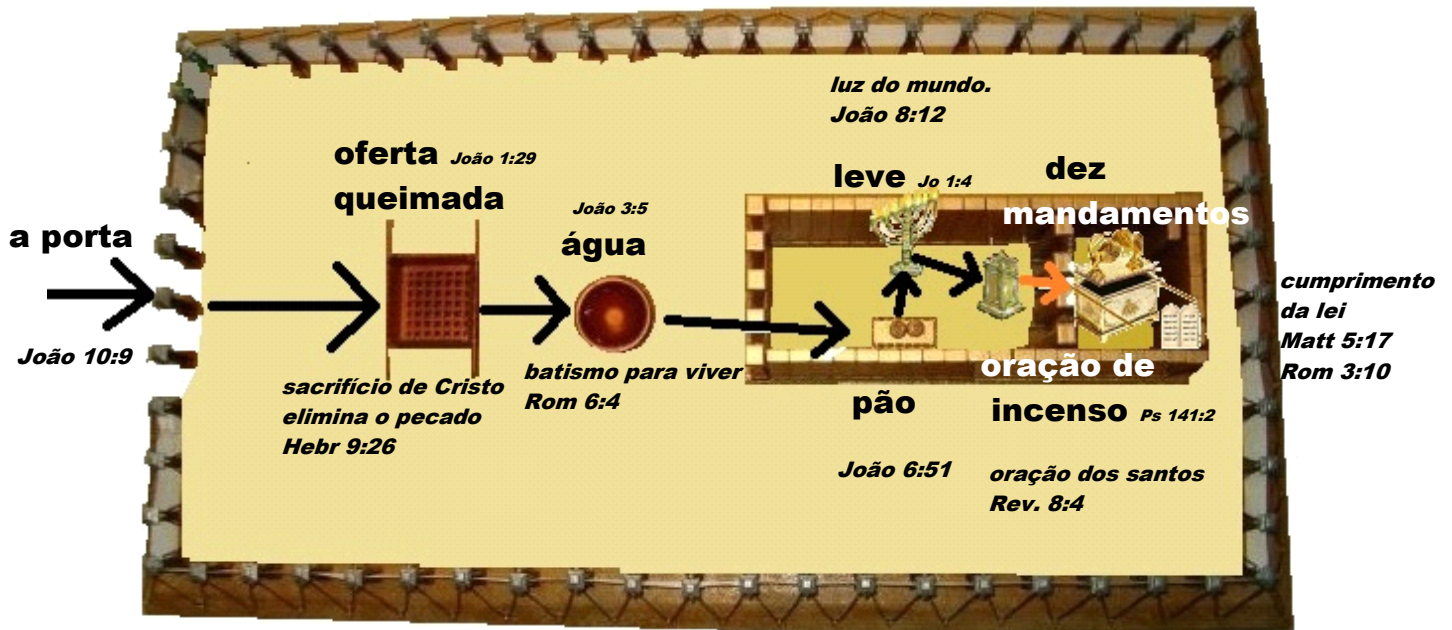 a porta
João 10:9
oferta João 1:29
queimada
sacrifício de Cristo
elimina o pecado
Hebr 9:26
João 3:5
água
batismo para viver
Rom 6:4
luz do mundo.
João 8:12
leve Jo 1:4
pão
João 6:51
dez
mandamentos
oração de
incenso Ps 141:2
oração dos santos
Rev. 8:4
cumprimento
da lei
Matt 5:17
Rom 3:10